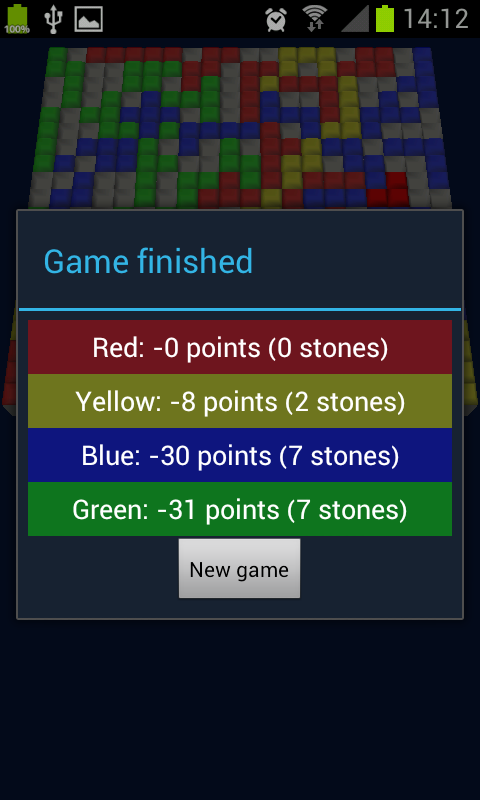 100%
14:12
Game finished
Red: -0 points (0 stones)
Yellow: -8 points (2 stones)
Blue: -30 points (7 stones)
Green: -31 points (7 stones)
New game